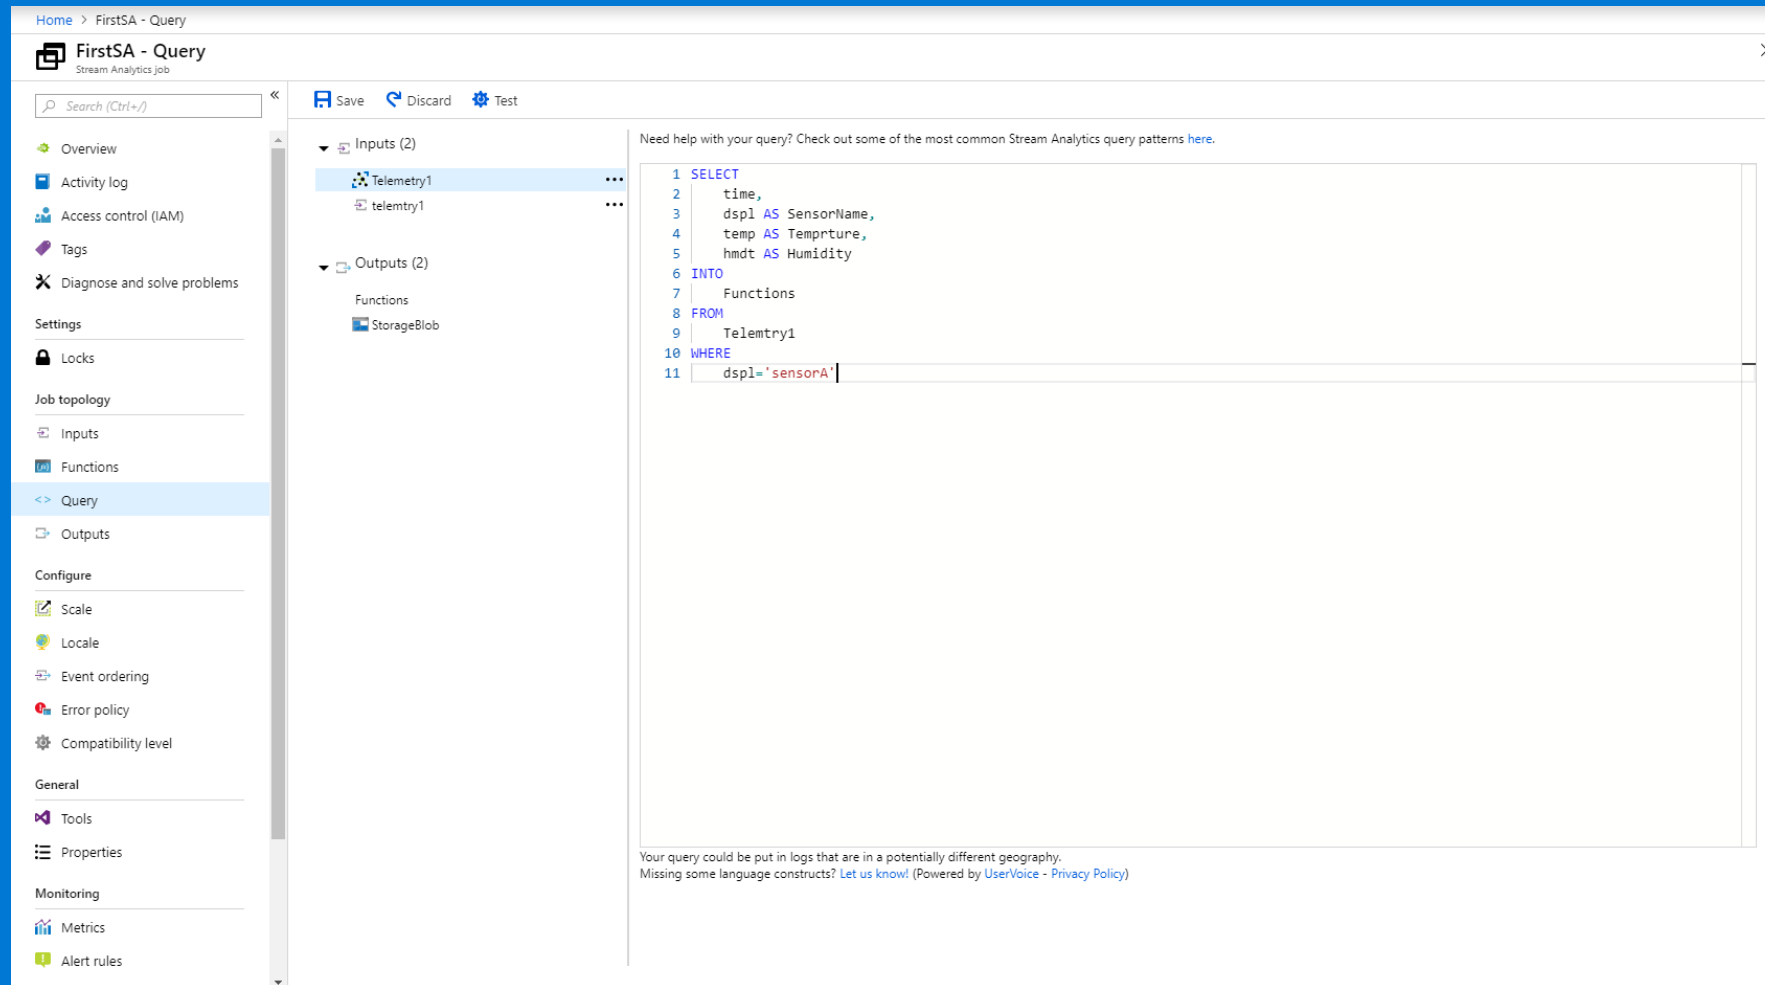 Home > FirstSA - Query
FirstSA - Query
Stream Analytics job
Search (Ctrl+/)
«
Overview
Activity log
Access control (IAM)
Tags
Diagnose and solve problems
Settings
Locks
Job topology
Inputs
Functions
Query
Outputs
Configure
Scale
Locale
Event ordering
Error policy
Compatibility level
General
Tools
Properties
Monitoring
Metrics
Alert rules
Save Discard Test
Inputs (2)
Telemetry1 •••
telemtry1 •••
Outputs (2)
Functions
StorageBlob
Need help with your query? Check out some of the most common Stream Analytics query patterns here.
1 SELECT
2 time,
3 dspl AS SensorName,
4 temp AS Temprture,
5 hmdt AS Humidity
6 INTO
7 Functions
8 FROM
9 Telemtry1
10 WHERE
11 dspl='sensorA'
Your query could be put in logs that are in a potentially different geography.
Missing some language constructs? Let us know! (Powered by UserVoice - Privacy Policy)